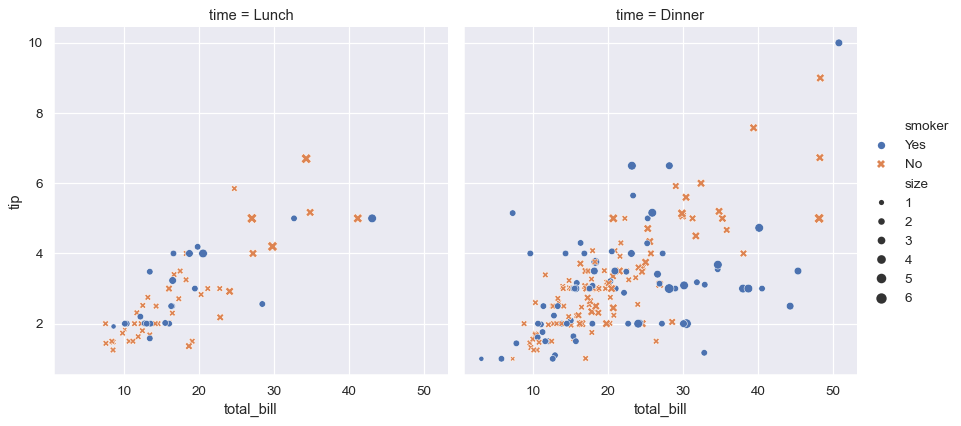 time = Lunch
time = Dinner
10
8
6
4
2
tip
10 20 30 40 50
10 20 30 40 50
total_bill
total_bill
smoker
Yes
No
size
1
2
3
4
5
6